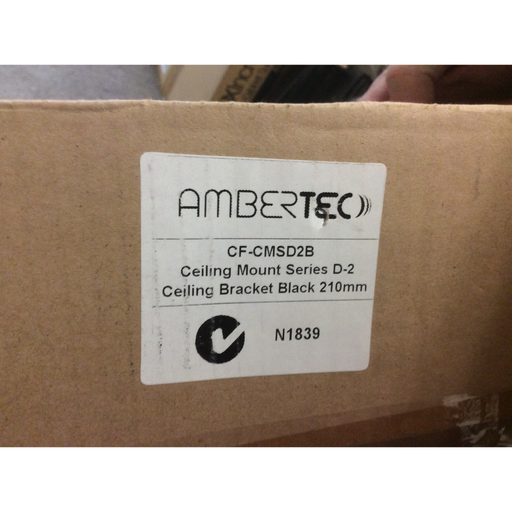 AMBERTEC
CF-CMSD2B
Ceiling Mount Series D-2
Ceiling Bracket Black 210mm
N1839